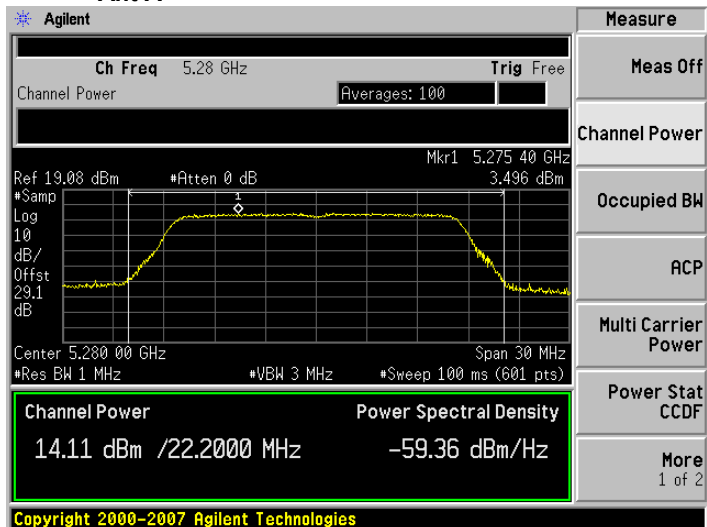 Agilent
Measure
Ch Freq 5.28 GHz Trig Free
Channel Power Averages: 100
Mkr1 5.275 40 GHz
Ref 19.08 dBm #Atten 0 dB 3.496 dBm
#Samp
Log
10
dB/
Offst
29.1
dB
1
Center 5.280 00 GHz Span 30 MHz
#Res BW 1 MHz #VBW 3 MHz #Sweep 100 ms (601 pts)
Channel Power Power Spectral Density
14.11 dBm /22.2000 MHz -59.36 dBm/Hz
Meas Off
Channel Power
Occupied BW
ACP
Multi Carrier
Power
Power Stat
CCDF
More
1 of 2
Copyright 2000-2007 Agilent Technologies